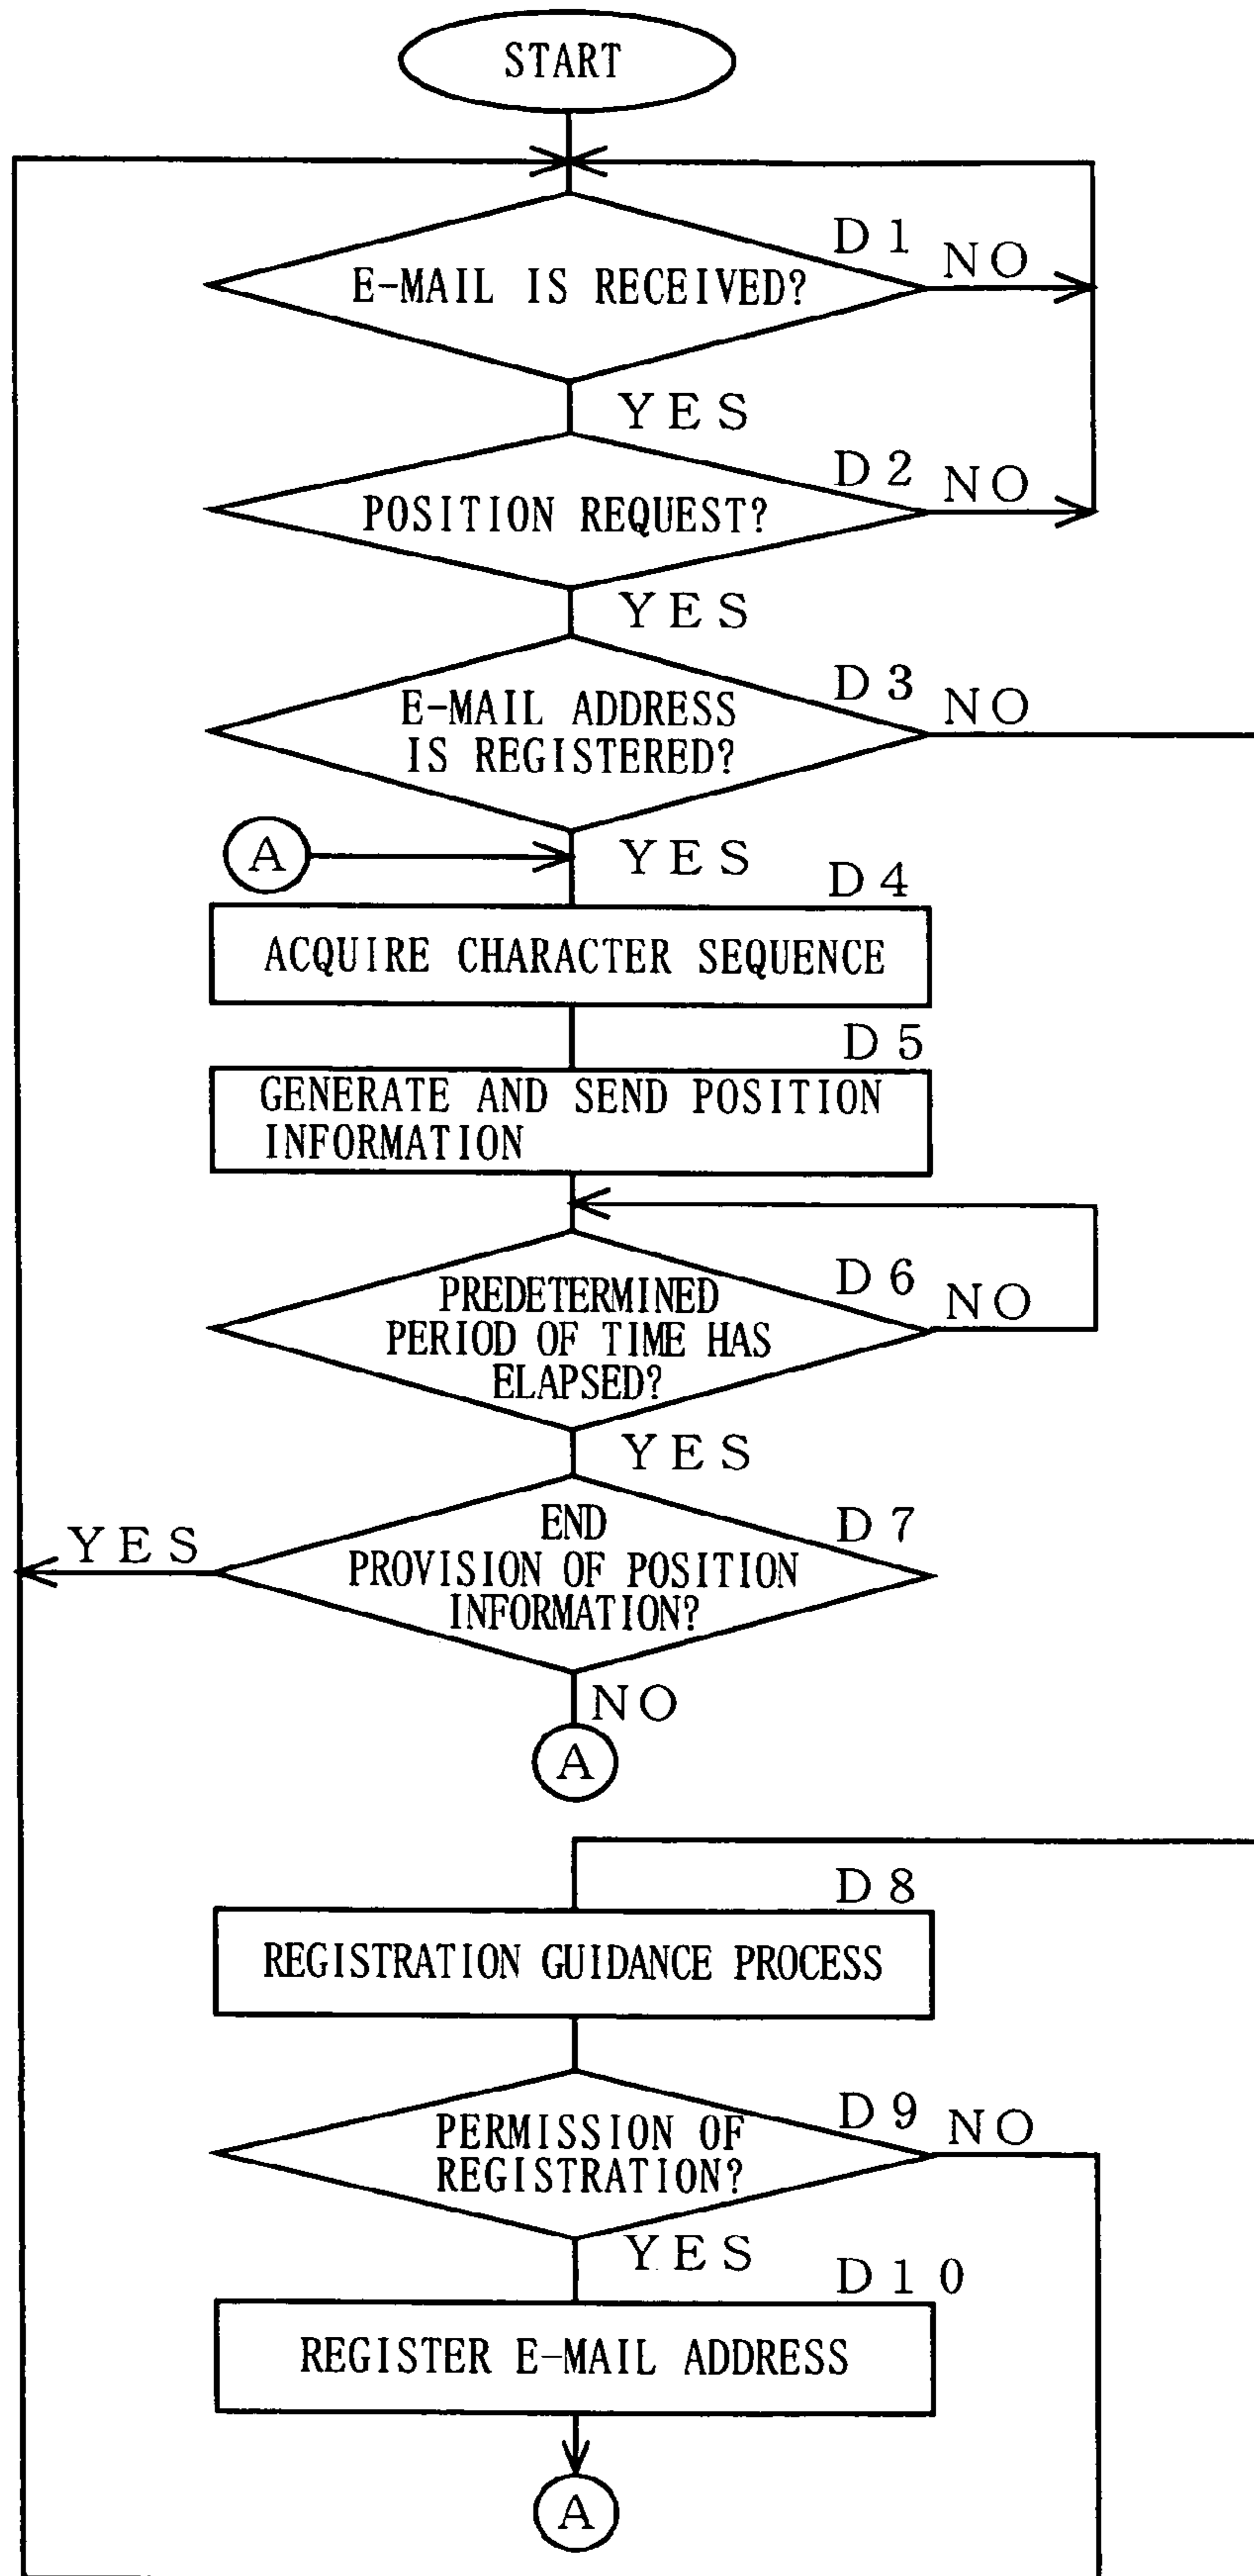 START
D1
NO
E-MAIL IS RECEIVED?
YES
D2
NO
POSITION REQUEST?
YES
D3
NO
E-MAIL ADDRESS
IS REGISTERED?
A
YES
D4
ACQUIRE CHARACTER SEQUENCE
D5
GENERATE AND SEND POSITION
INFORMATION
D6
NO
PREDETERMINED
PERIOD OF TIME HAS
ELAPSED?
YES
D7
YES
END
PROVISION OF POSITION
INFORMATION?
NO
A
D8
REGISTRATION GUIDANCE PROCESS
D9
NO
PERMISSION OF
REGISTRATION?
YES
D10
REGISTER E-MAIL ADDRESS
A